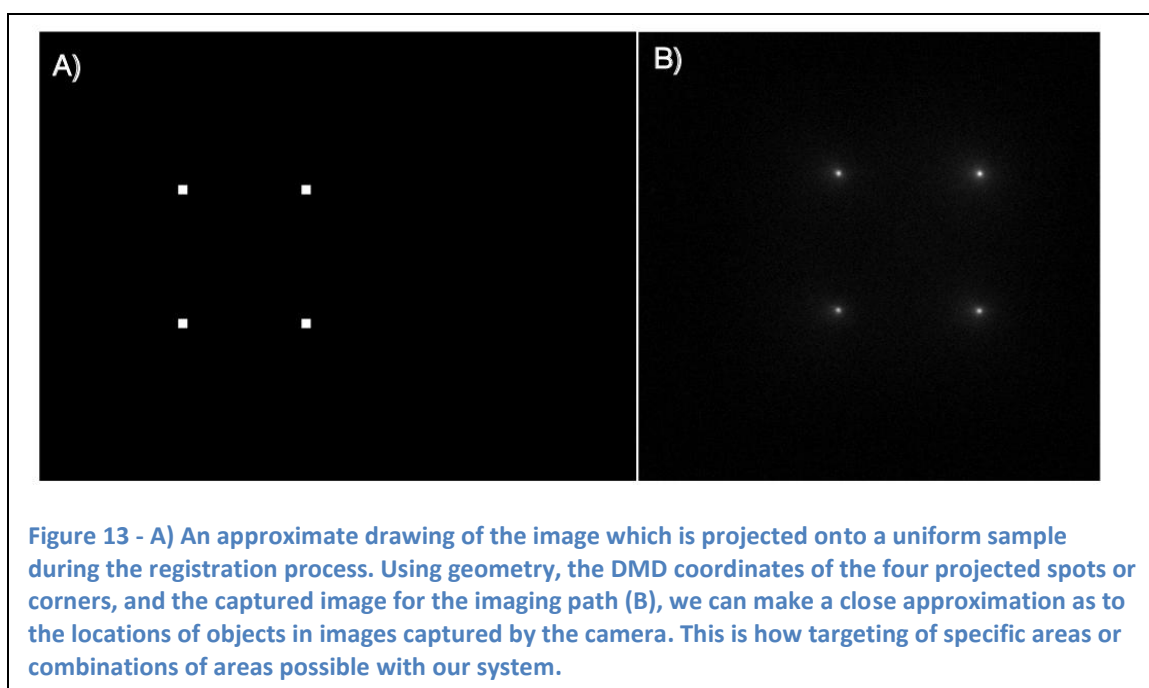 A)
B)
Figure 13 - A) An approximate drawing of the image which is projected onto a uniform sample
during the registration process. Using geometry, the DMD coordinates of the four projected spots or
corners, and the captured image for the imaging path (B), we can make a close approximation as to
the locations of objects in images captured by the camera. This is how targeting of specific areas or
combinations of areas possible with our system.